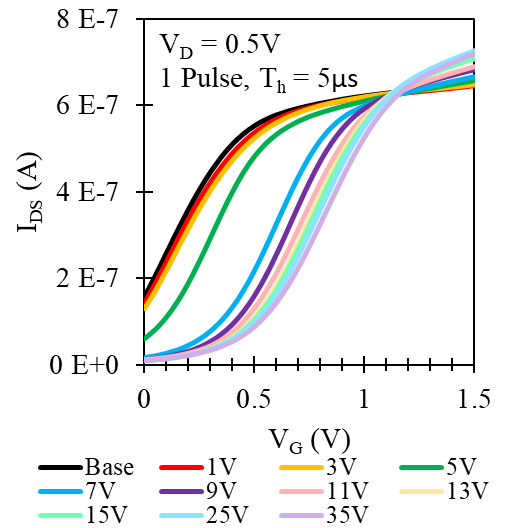 8 E-7
V_D = 0.5V
1 Pulse, T_h = 5µs
6 E-7
4 E-7
2 E-7
0 E+0
I_DS (A)
0 0.5 1 1.5
V_G (V)
Base 1V 3V 5V
7V 9V 11V 13V
15V 25V 35V